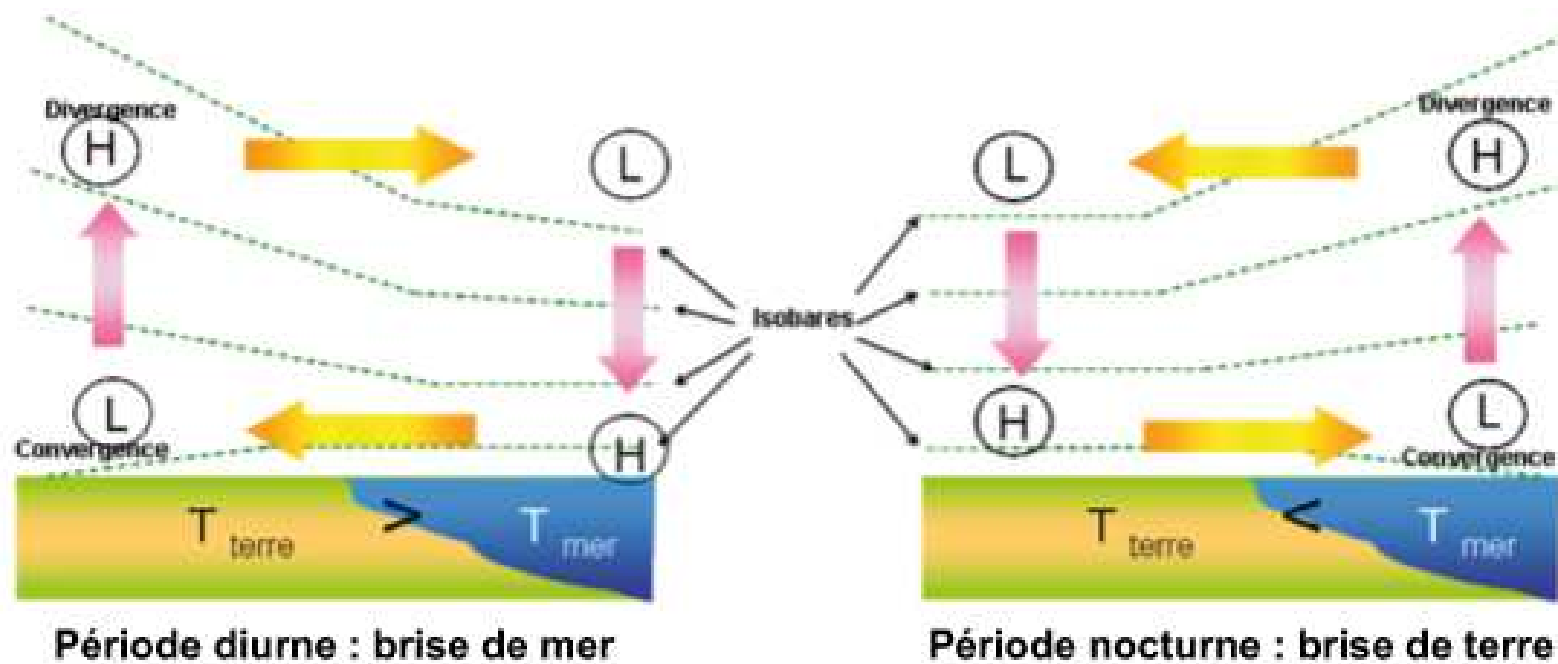 Divergence
H
L
Isobares
L
Convergence
H
T terre > T mer
Période diurne : brise de mer
Divergence
L
H
H
L
Convergence
T terre < T mer
Période nocturne : brise de terre